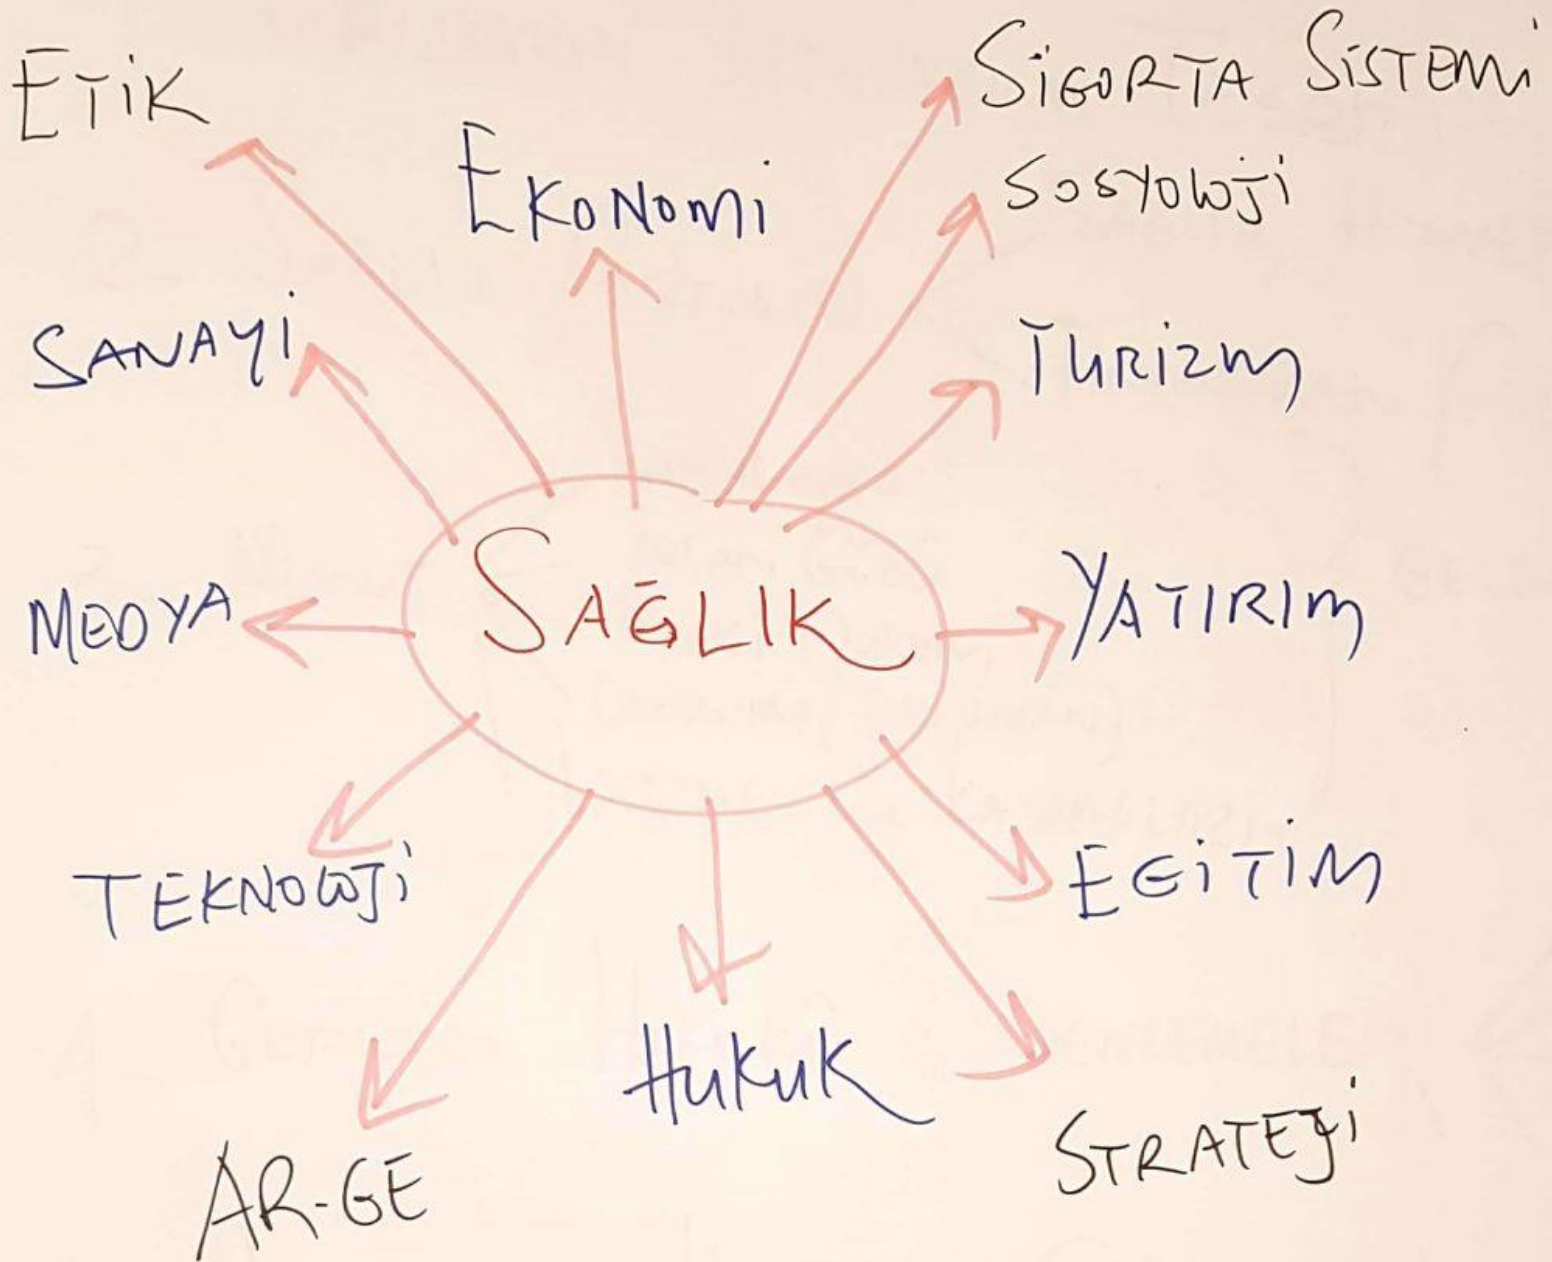 ETİK
SİGORTA SİSTEMİ
EKONOMİ
SOSYOLOJİ
SANAYİ
TURİZM
SAĞLIK
MEDYA
YATIRIM
TEKNOLOJİ
EGİTİM
HUKUK
STRATEJİ
AR-GE